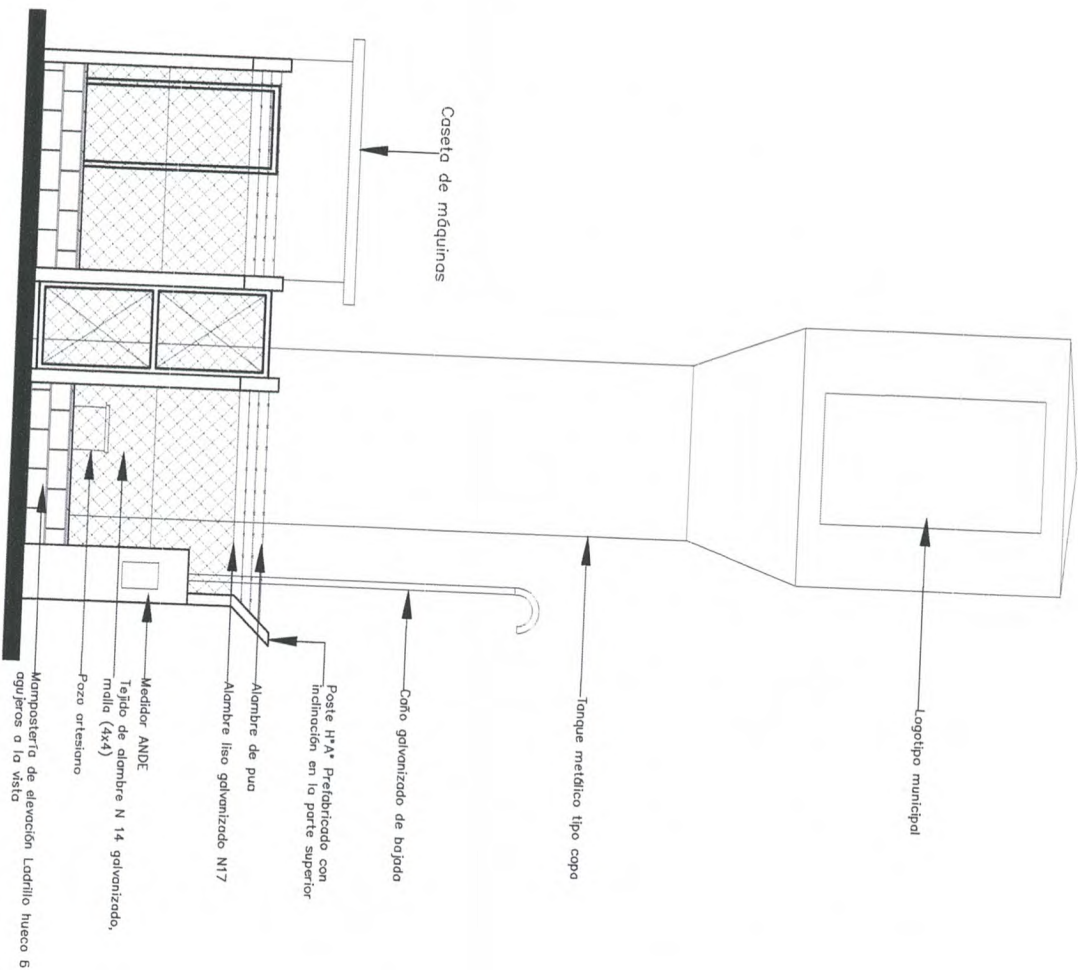 Logotipo municipal
Tanque metálico tipo copa
Caseta de máquinas
Caño galvanizado de bajada
Poste H°A° Prefabricado con
inclinación en la parte superior
Alambre de pua
Alambre liso galvanizado N17
Medidor ANDE
Tejido de alambre N 14 galvanizado,
malla (4x4)
Pozo artesiano
Mampostería de elevación Ladrillo hueco 6
agujeros a la vista